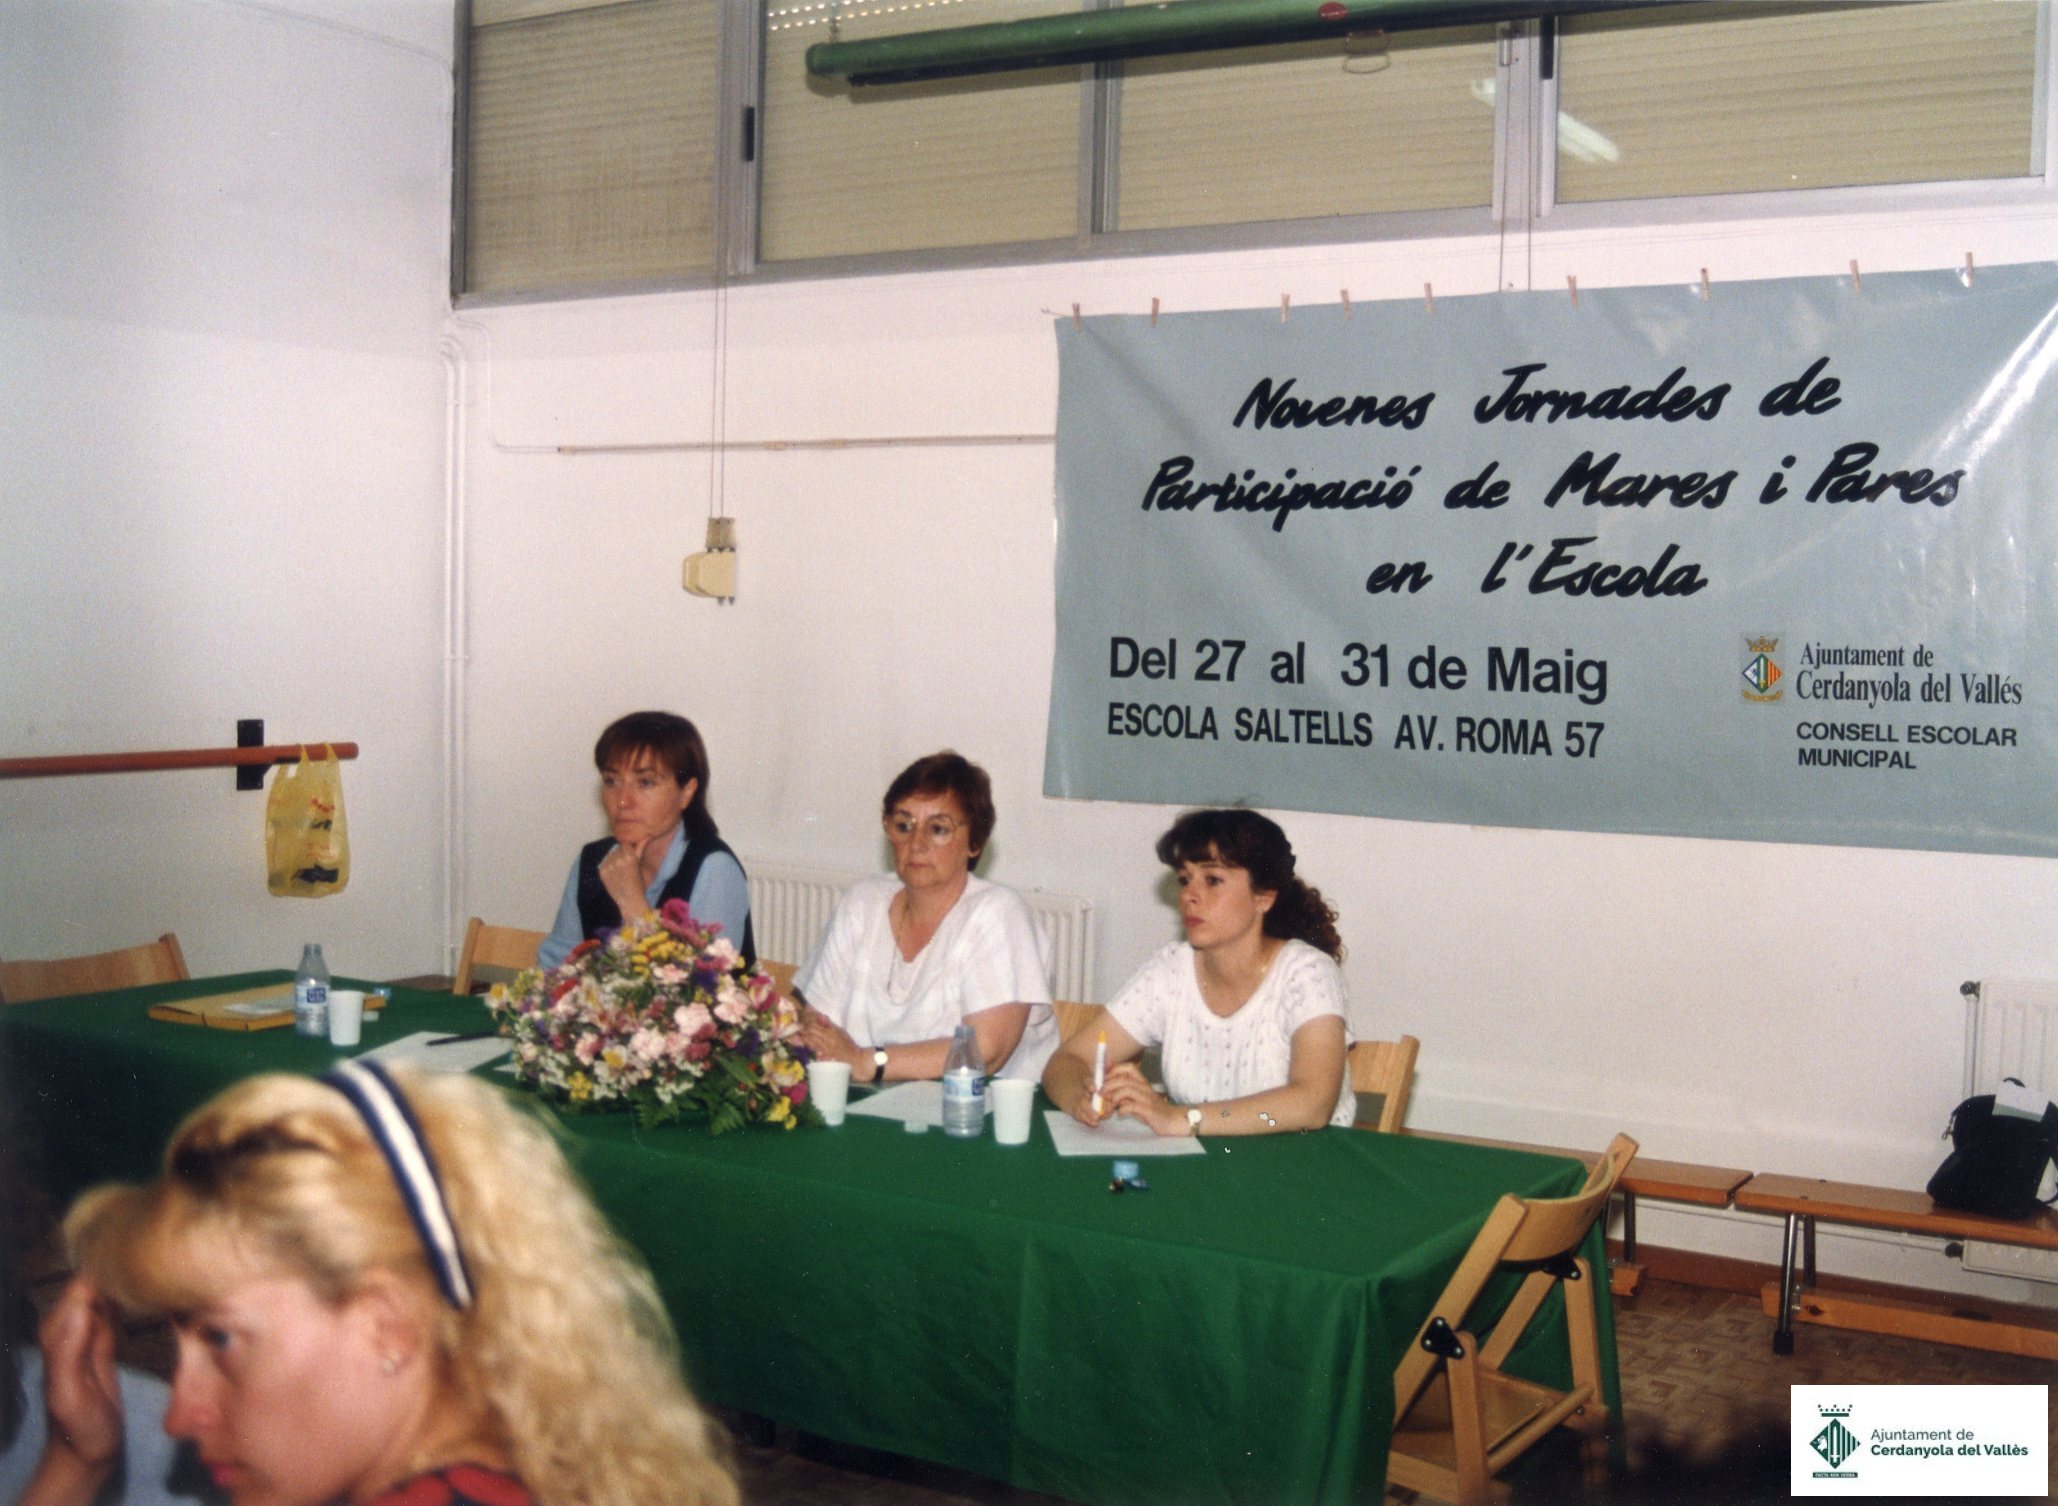 Novenes Jornades de
Participació de Mares i Pares
en l'Escola
Del 27 al 31 de Maig
ESCOLA SALTELLS AV. ROMA 57
Ajuntament de
Cerdanyola del Vallés
CONSELL ESCOLAR
MUNICIPAL
Ajuntament de
Cerdanyola del Vallès